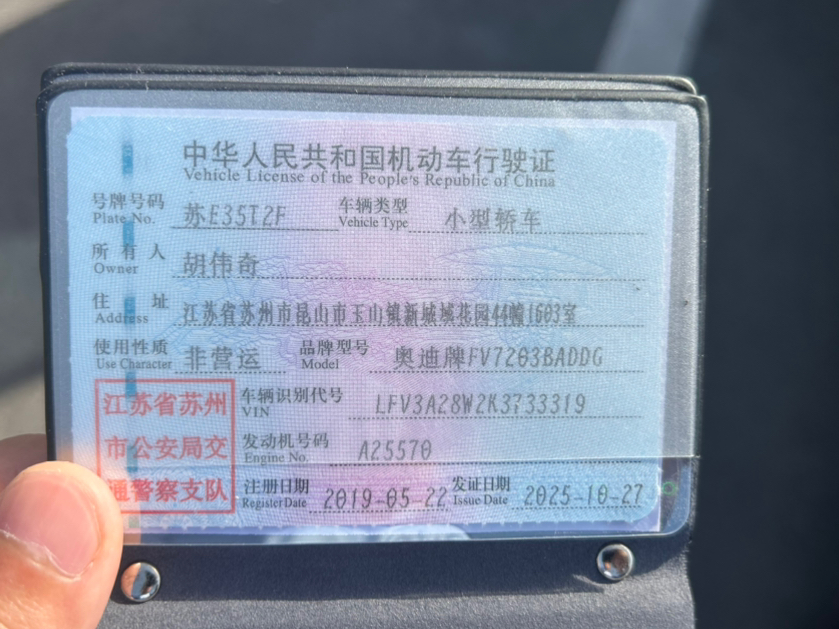 中华人民共和国机动车行驶证
Vehicle License of the People's Republic of China
号牌号码 苏E35T2F 车辆类型 小型轿车
Plate No. Vehicle Type
所有人 胡伟奇
Owner
住址 江苏省苏州市昆山市玉山镇新城域花园44幢1603室
Address
使用性质 非营运 品牌型号 奥迪牌FV7203BADDG
Use Character Model
江苏省苏州 车辆识别代号 LFV3A28W2K3733319
VIN
市公安局交 发动机号码 A25570
Engine No.
通警察支队 注册日期 2019-05-22 发证日期 2025-10-27
Register Date Issue Date